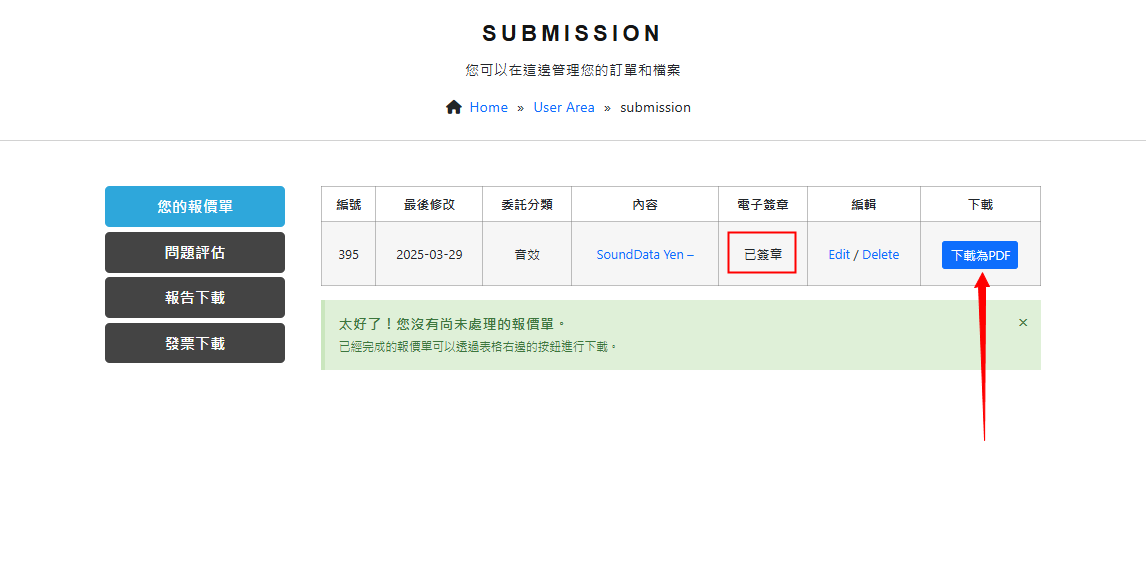 SUBMISSION
您可以在這邊管理您的訂單和檔案
Home » User Area » submission
您的報價單
問題評估
報告下載
發票下載
編號 最後修改 委託分類 內容 電子簽章 編輯 下載
395 2025-03-29 音效 SoundData Yen – 已簽章 Edit / Delete 下載為PDF
太好了！您沒有尚未處理的報價單。 ×
已經完成的報價單可以透過表格右邊的按鈕進行下載。